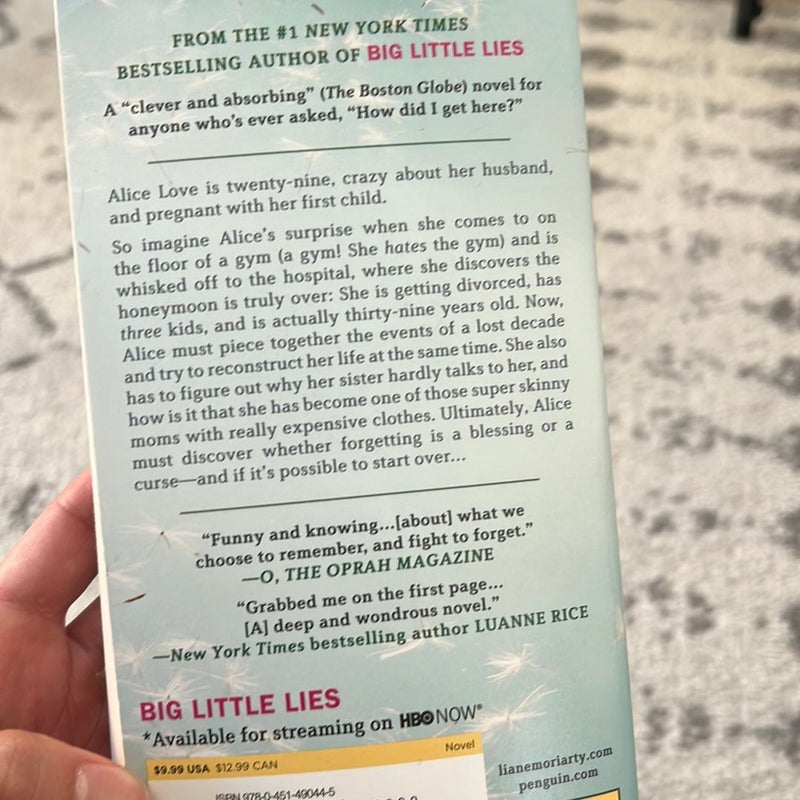 FROM THE #1 NEW YORK TIMES
BESTSELLING AUTHOR OF BIG LITTLE LIES
A “clever and absorbing” (The Boston Globe) novel for
anyone who’s ever asked, “How did I get here?”
Alice Love is twenty-nine, crazy about her husband,
and pregnant with her first child.
So imagine Alice’s surprise when she comes to on
the floor of a gym (a gym! She hates the gym) and is
whisked off to the hospital, where she discovers the
honeymoon is truly over: She is getting divorced, has
three kids, and is actually thirty-nine years old. Now,
Alice must piece together the events of a lost decade
and try to reconstruct her life at the same time. She also
has to figure out why her sister hardly talks to her, and
how is it that she has become one of those super skinny
moms with really expensive clothes. Ultimately, Alice
must discover whether forgetting is a blessing or a
curse—and if it’s possible to start over...
“Funny and knowing...[about] what we
choose to remember, and fight to forget.”
—O, THE OPRAH MAGAZINE
“Grabbed me on the first page...
[A] deep and wondrous novel.”
—New York Times bestselling author LUANNE RICE
BIG LITTLE LIES
*Available for streaming on HBO NOW®
$9.99 USA $12.99 CAN
Novel
lianemoriarty.com
penguin.com
ISBN 978-0-451-49044-5